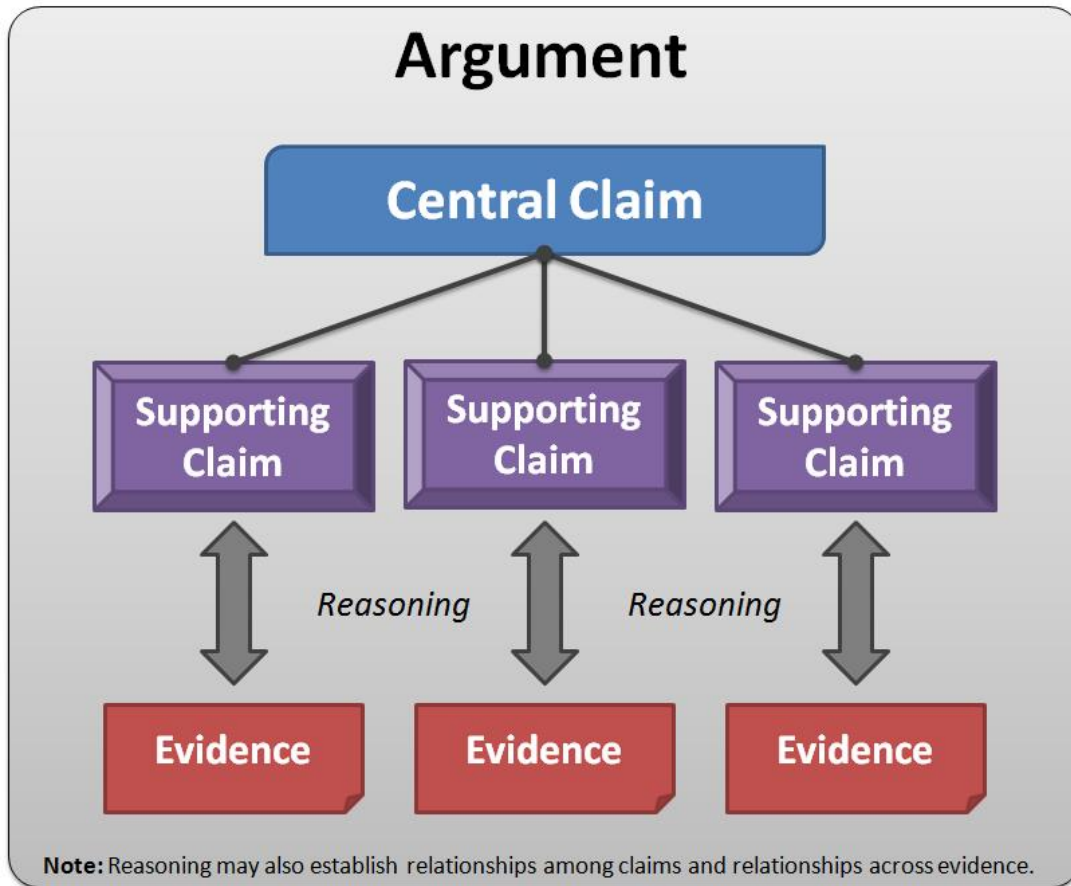 Argument
Central Claim
Supporting
Claim
Supporting
Claim
Supporting
Claim
Reasoning
Reasoning
Evidence
Evidence
Evidence
Note: Reasoning may also establish relationships among claims and relationships across evidence.